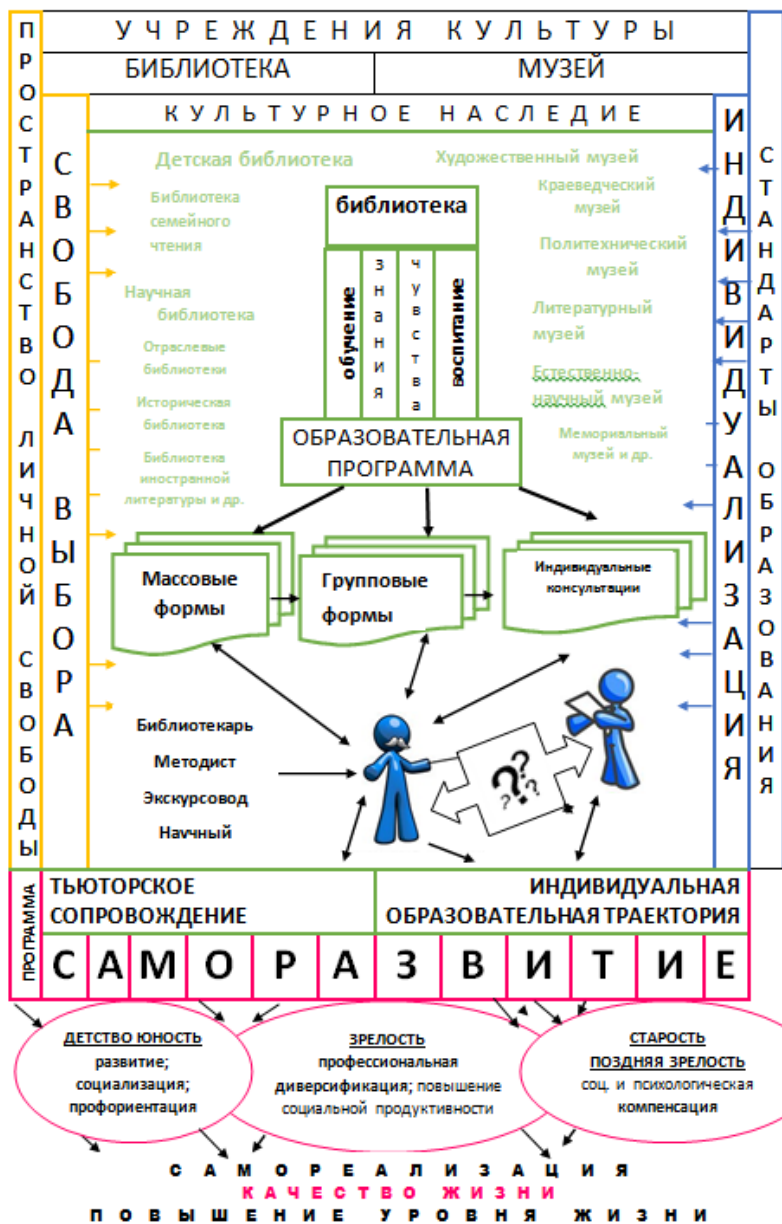 УЧРЕЖДЕНИЯ КУЛЬТУРЫ
БИБЛИОТЕКА
МУЗЕЙ
ПРОСТРАНСТВО ЛИЧНОЙ СВОБОДЫ
СВОБОДА ВЫБОРА
КУЛЬТУРНОЕ НАСЛЕДИЕ
ИНДИВИДУАЛИЗАЦИЯ
СТАНДАРТЫ ОБРАЗОВАНИЯ
Детская библиотека
Библиотека
семейного
чтения
Научная
библиотека
Отраслевые
библиотеки
Историческая
библиотека
Библиотека
иностранной
литературы и др.
библиотека
обучение
знания
чувства
воспитание
Художественный музей
Краеведческий
музей
Политехнический
музей
Литературный
музей
Естественно-
научный музей
Мемориальный
музей и др.
ОБРАЗОВАТЕЛЬНАЯ
ПРОГРАММА
Массовые
формы
Групповые
формы
Индивидуальные
консультации
Библиотекарь
Методист
Экскурсовод
Научный
???
ПРОГРАММА
ТЬЮТОРСКОЕ
СОПРОВОЖДЕНИЕ
ИНДИВИДУАЛЬНАЯ
ОБРАЗОВАТЕЛЬНАЯ ТРАЕКТОРИЯ
САМОРАЗВИТИЕ
ДЕТСТВО ЮНОСТЬ
развитие;
социализация;
профориентация
ЗРЕЛОСТЬ
профессиональная
диверсификация; повышение
социальной продуктивности
СТАРОСТЬ
ПОЗДНЯЯ ЗРЕЛОСТЬ
соц. и психологическая
компенсация
САМОРЕАЛИЗАЦИЯ
КАЧЕСТВО ЖИЗНИ
ПОВЫШЕНИЕ УРОВНЯ ЖИЗНИ